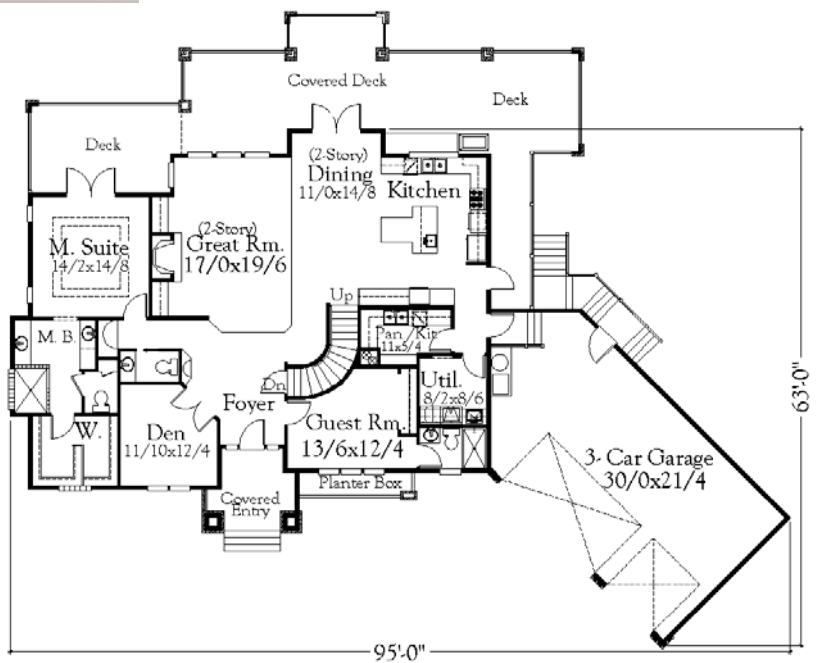 Covered Deck
Deck
Deck
(2-Story)
Dining
11/0x14/8
Kitchen
(2-Story)
Great Rm.
17/0x19/6
M. Suite
14/2x14/8
Up
M. B.
Pan. Kit
11x5/4
Dn
Util.
8/2x8/6
Foyer
Guest Rm.
13/6x12/4
W.
Den
11/10x12/4
3- Car Garage
30/0x21/4
Planter Box
Covered
Entry
63'-0"
95'-0"